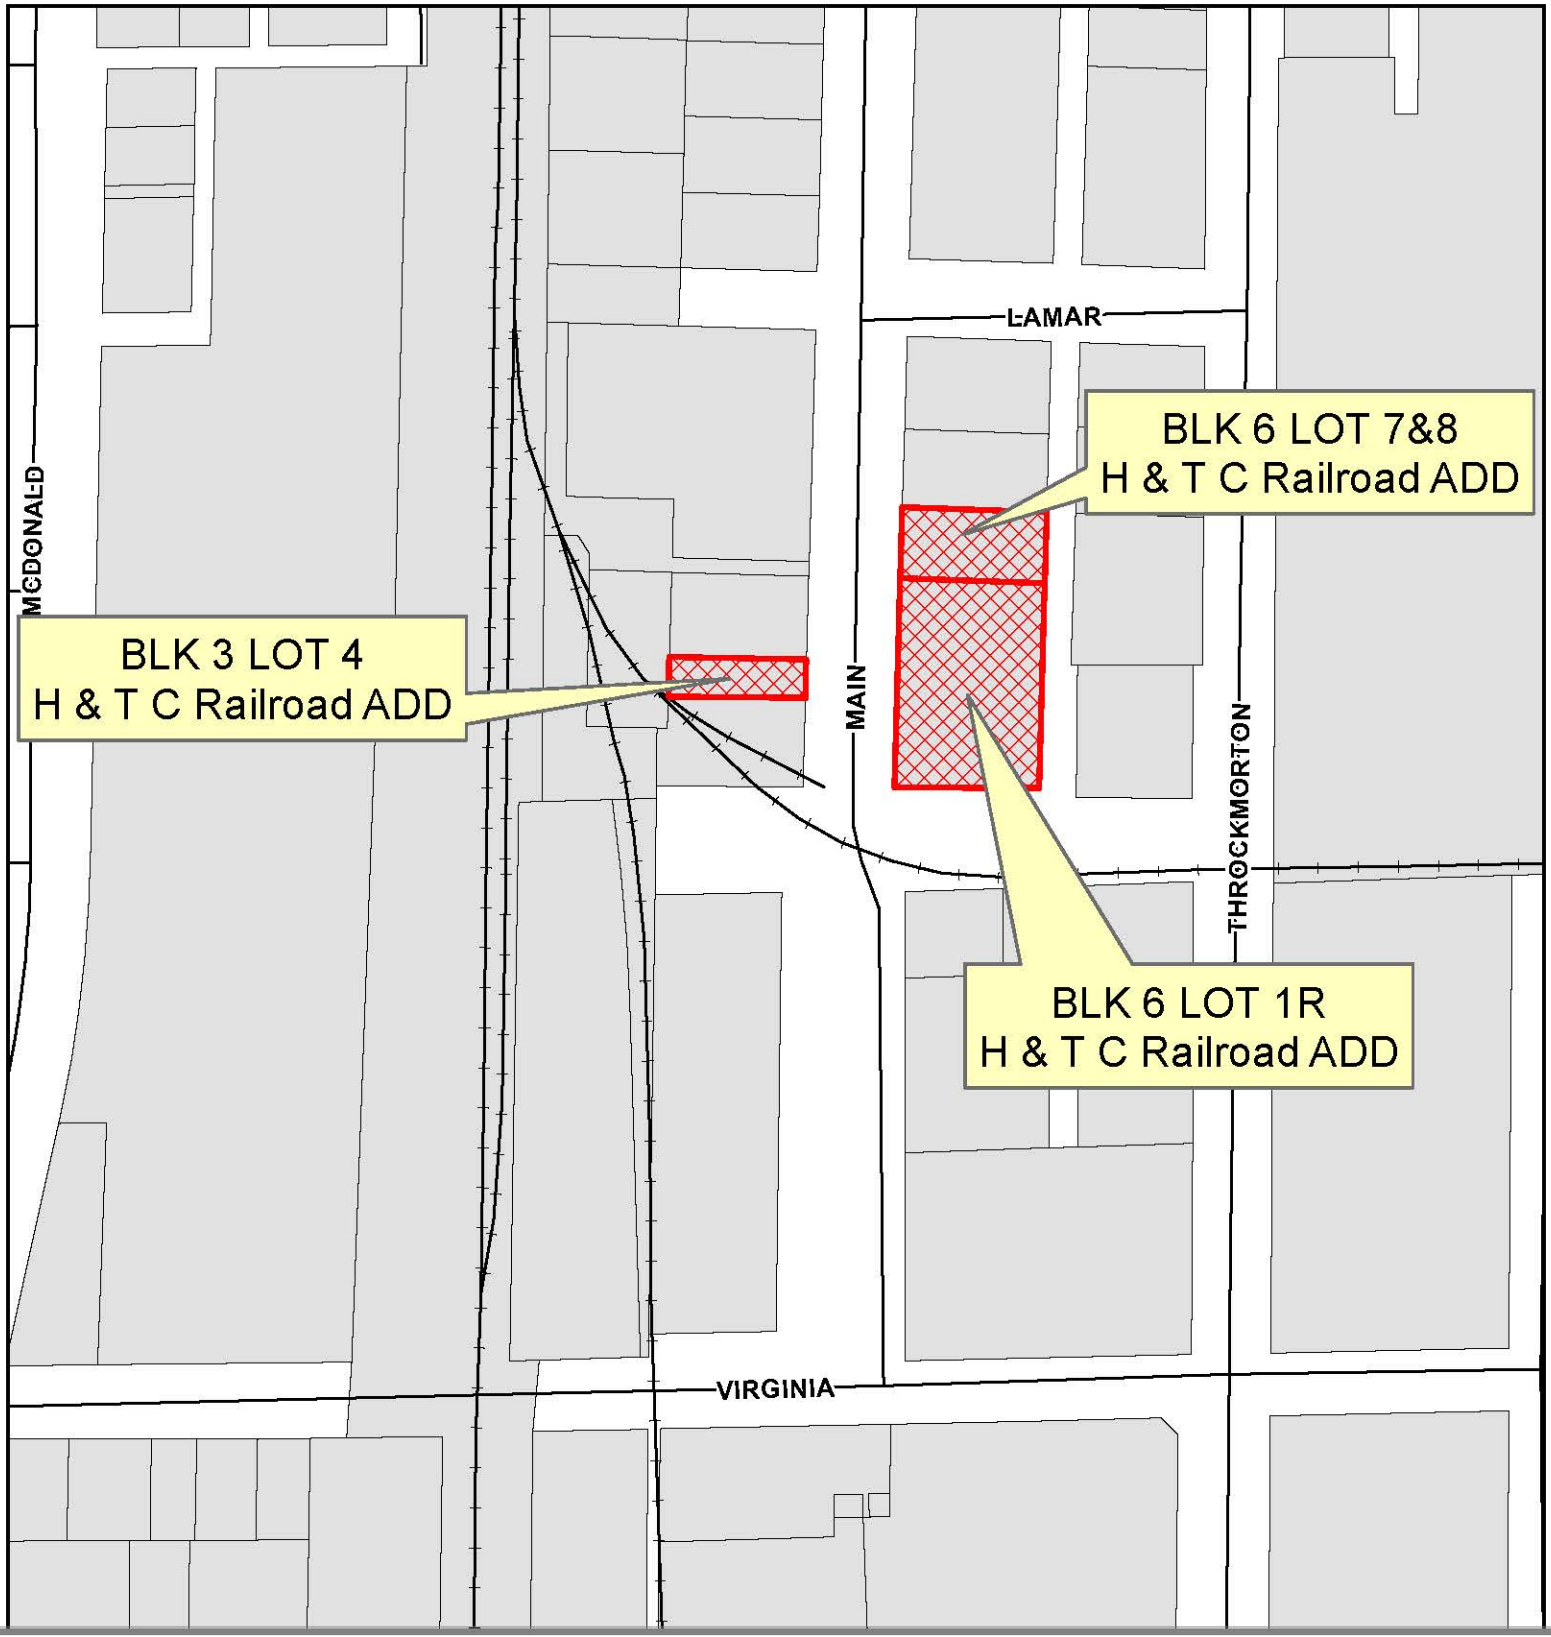 LAMAR
BLK 6 LOT 7&8
H & T C Railroad ADD
MCDONALD
BLK 3 LOT 4
H & T C Railroad ADD
MAIN
THROCKMORTON
BLK 6 LOT 1R
H & T C Railroad ADD
VIRGINIA